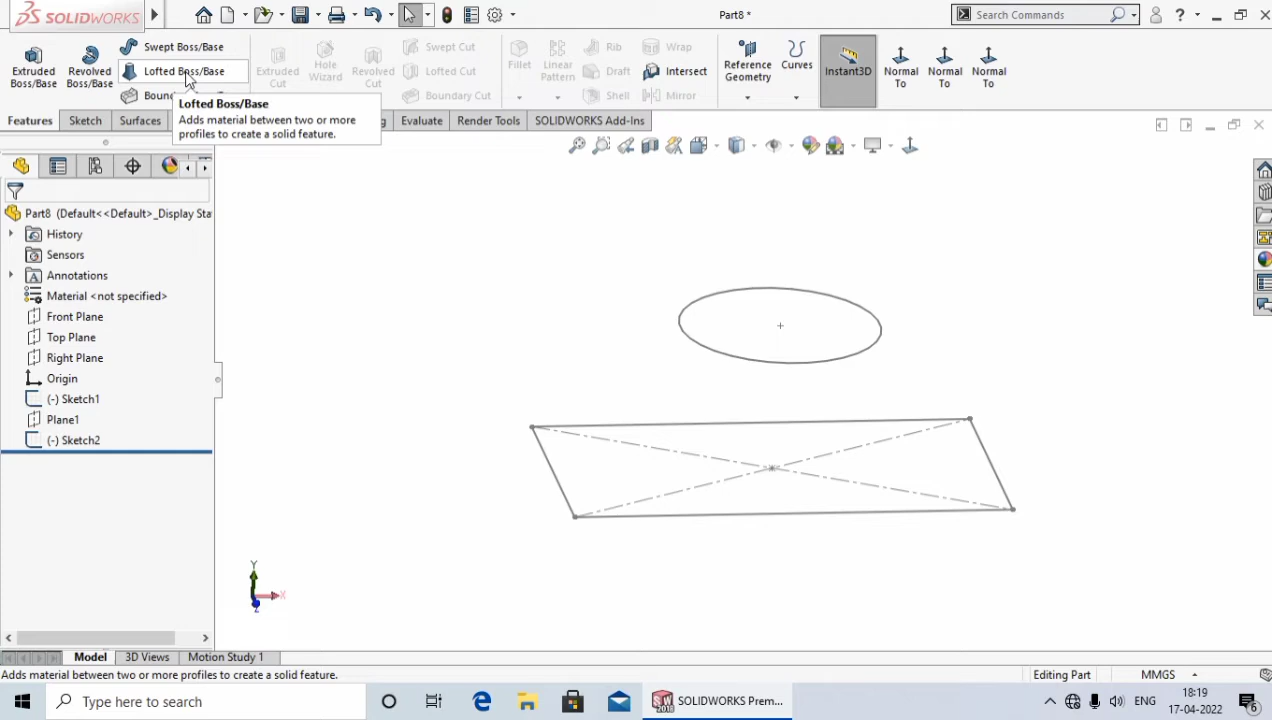 SOLIDWORKS
Part8 *
Search Commands
?
Extruded Boss/Base
Revolved Boss/Base
Swept Boss/Base
Lofted Boss/Base
Extruded Cut
Hole Wizard
Revolved Cut
Swept Cut
Lofted Cut
Boundary Cut
Fillet
Linear Pattern
Rib
Draft
Shell
Wrap
Intersect
Mirror
Reference Geometry
Curves
Instant3D
Normal To
Normal To
Normal To
Lofted Boss/Base
Adds material between two or more
profiles to create a solid feature.
Features
Sketch
Surfaces
Evaluate
Render Tools
SOLIDWORKS Add-Ins
Part8 (Default<<Default>_Display Sta
History
Sensors
Annotations
Material <not specified>
Front Plane
Top Plane
Right Plane
Origin
(-) Sketch1
Plane1
(-) Sketch2
Y
X
Z
Model
3D Views
Motion Study 1
Adds material between two or more profiles to create a solid feature.
Editing Part
MMGS
Type here to search
SOLIDWORKS Prem...
ENG
18:19
17-04-2022
6